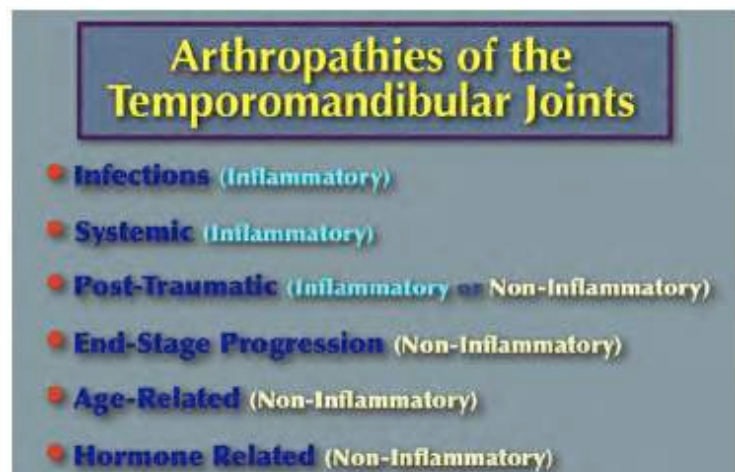 Arthropathies of the
Temporomandibular Joints
Infections (Inflammatory)
Systemic (Inflammatory)
Post-Traumatic (Inflammatory or Non-Inflammatory)
End-Stage Progression (Non-Inflammatory)
Age-Related (Non-Inflammatory)
Hormone Related (Non-Inflammatory)